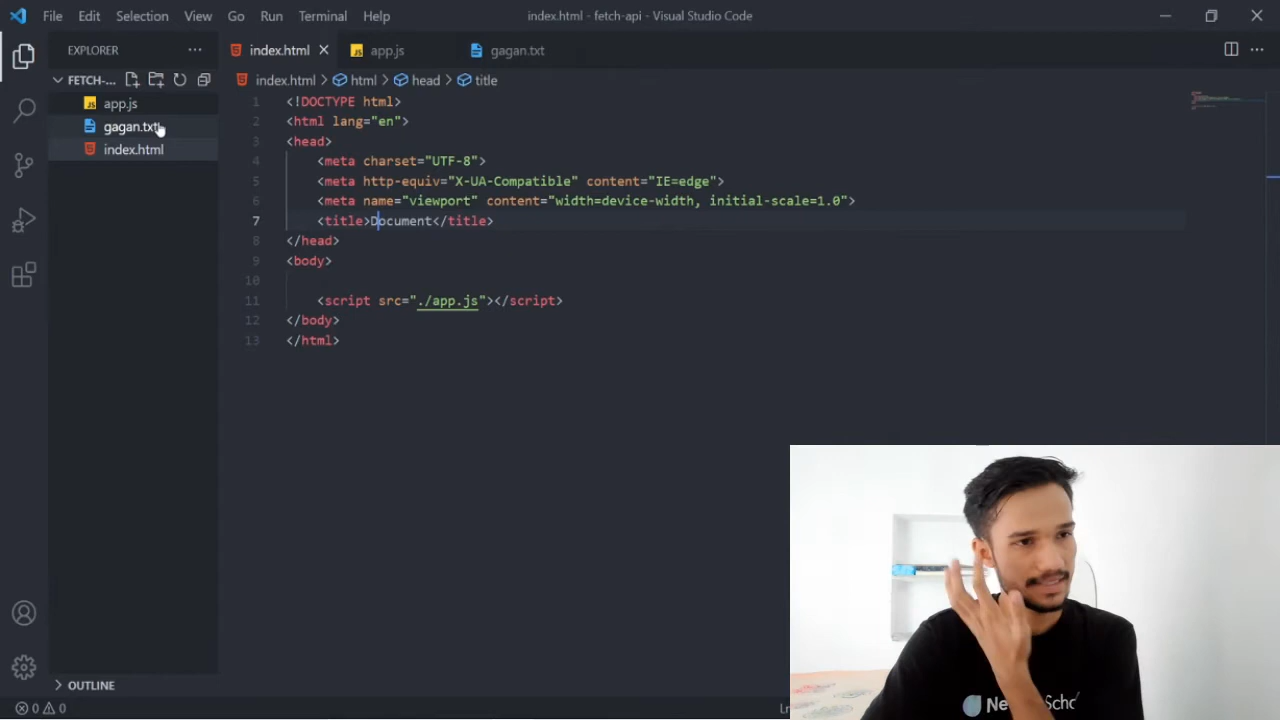 File Edit Selection View Go Run Terminal Help
index.html - fetch-api - Visual Studio Code
EXPLORER
index.html
app.js
gagan.txt
FETCH-...
index.html > html > head > title
app.js
gagan.txt
index.html
1 <!DOCTYPE html>
2 <html lang="en">
3 <head>
4 <meta charset="UTF-8">
5 <meta http-equiv="X-UA-Compatible" content="IE=edge">
6 <meta name="viewport" content="width=device-width, initial-scale=1.0">
7 <title>Document</title>
8 </head>
9 <body>
10
11 <script src="./app.js"></script>
12 </body>
13 </html>
OUTLINE
0 0